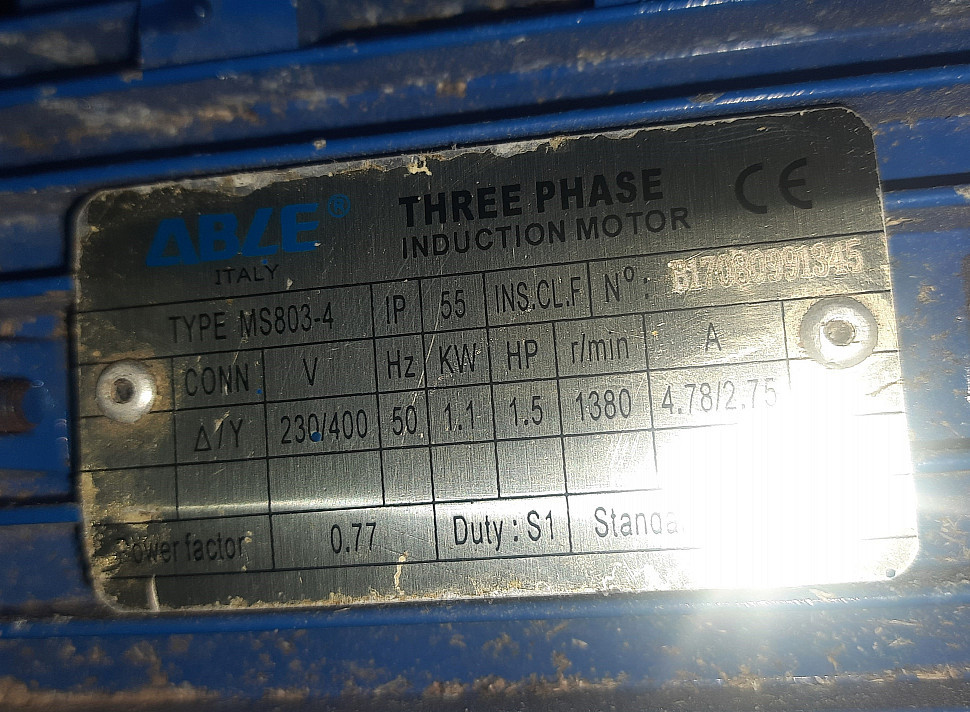 ABLE®
ITALY
THREE PHASE
INDUCTION MOTOR
CE
TYPE MS803-4 IP 55 INS.CL.F N°: B17080991345
CONN V Hz KW HP r/min A
Δ/Y 230/400 50 1.1 1.5 1380 4.78/2.75
Power factor 0.77 Duty : S1